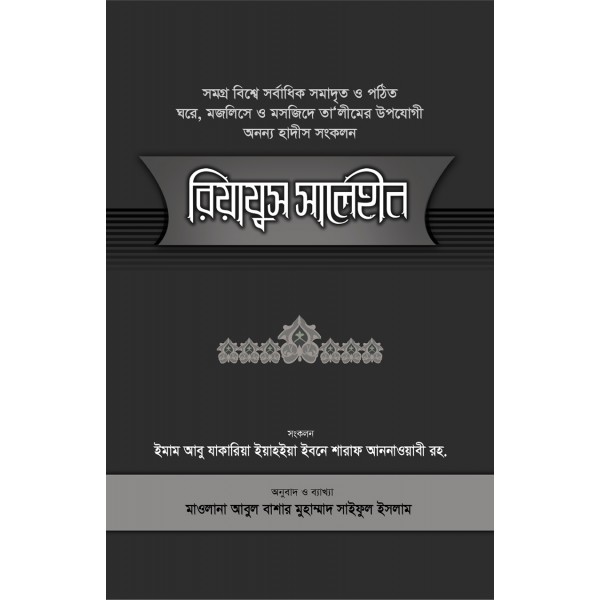 সমগ্র বিশ্বে সর্বাধিক সমাদৃত ও পঠিত
ঘরে, মজলিসে ও মসজিদে তা‘লীমের উপযোগী
অনন্য হাদীস সংকলন
রিয়াযুস সালেহীন
সংকলন
ইমাম আবু যাকারিয়া ইয়াহইয়া ইবনে শারাফ আননাওয়াবী রহ.
অনুবাদ ও ব্যাখ্যা
মাওলানা আবুল বাশার মুহাম্মাদ সাইফুল ইসলাম